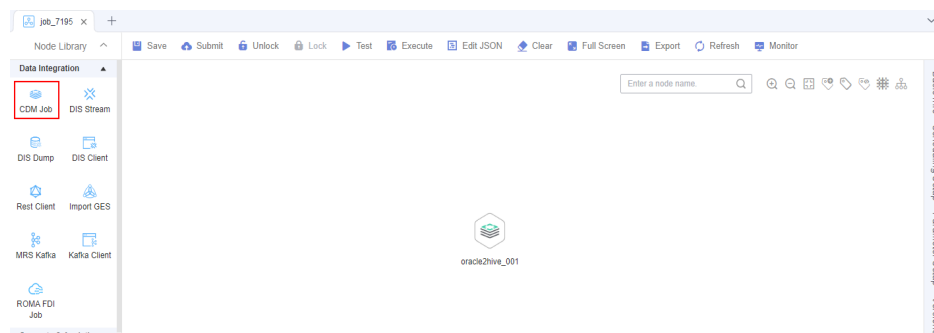 job_7195 × +
Node Library
Save Submit Unlock Lock Test Execute Edit JSON Clear Full Screen Export Refresh Monitor
Data Integration
Enter a node name.
CDM Job DIS Stream
DIS Dump DIS Client
Rest Client Import GES
MRS Kafka Kafka Client
oracle2hive_001
ROMA FDI
Job